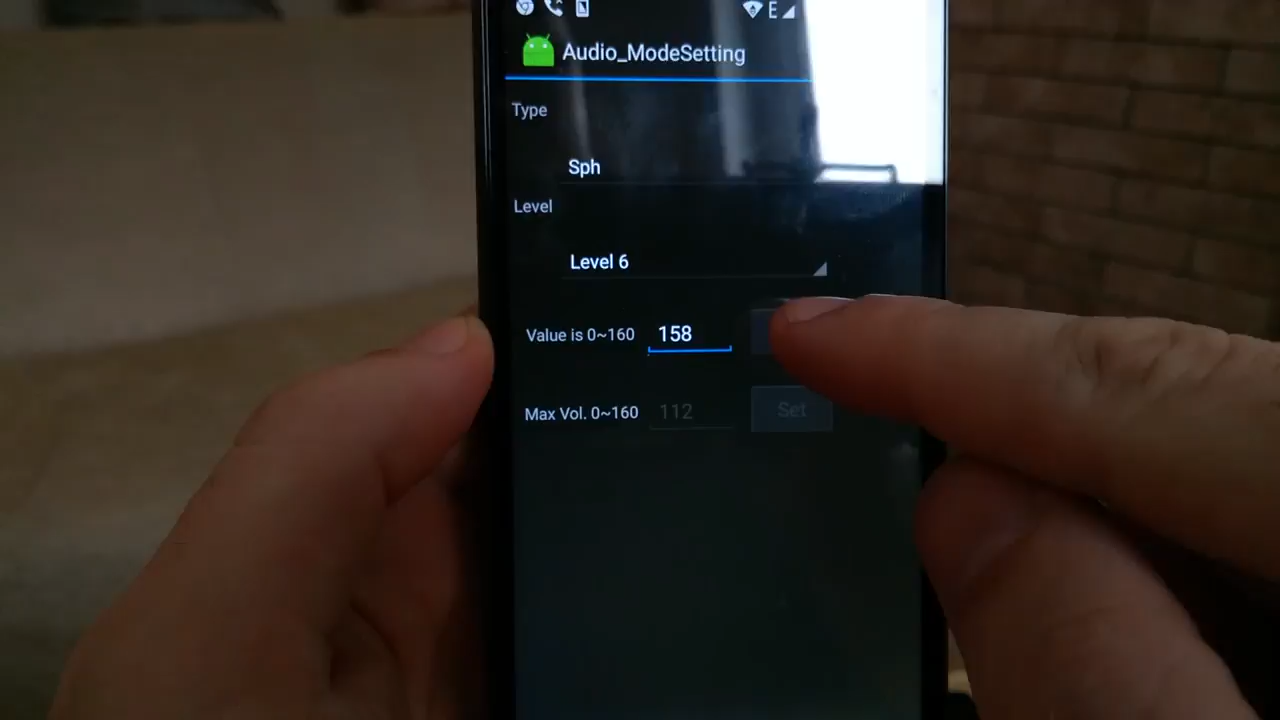 E
Audio_ModeSetting
Type
Sph
Level
Level 6
Value is 0~160 158
Max Vol. 0~160 112 Set